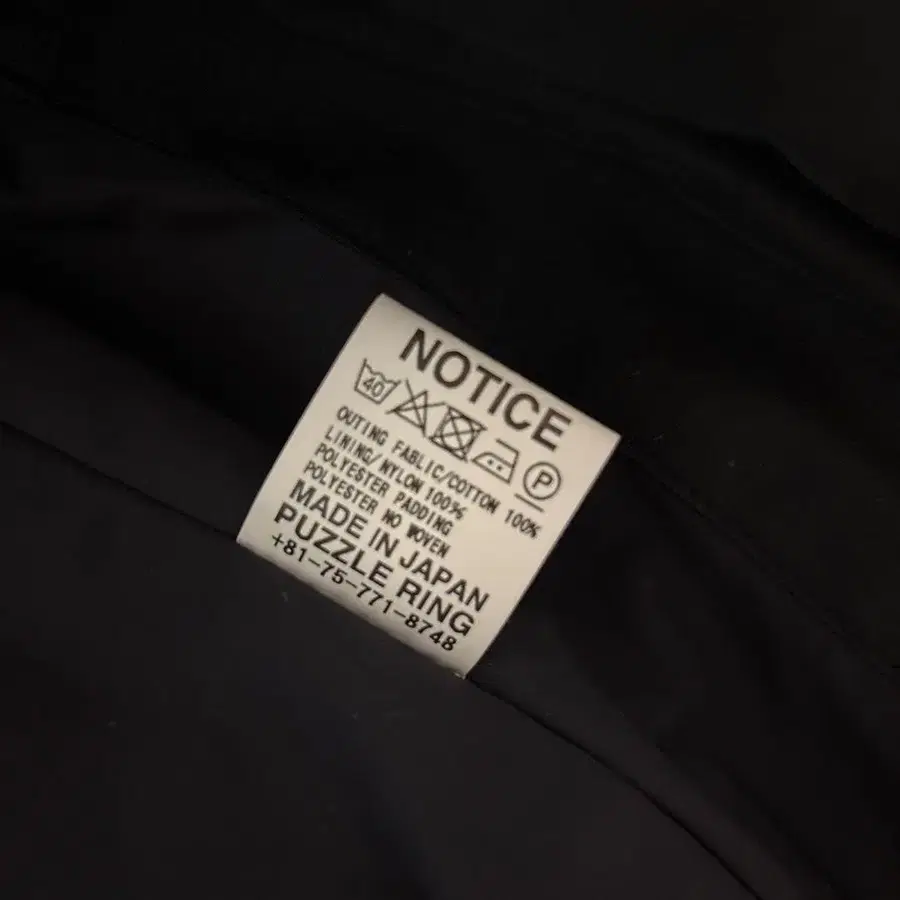 NOTICE
40 P
OUTING FABLIC/COTTON 100%
LINING/NYLON 100%
POLYESTER PADDING
POLYESTER NO WOVEN
MADE IN JAPAN
PUZZLE RING
+81-75-771-8748